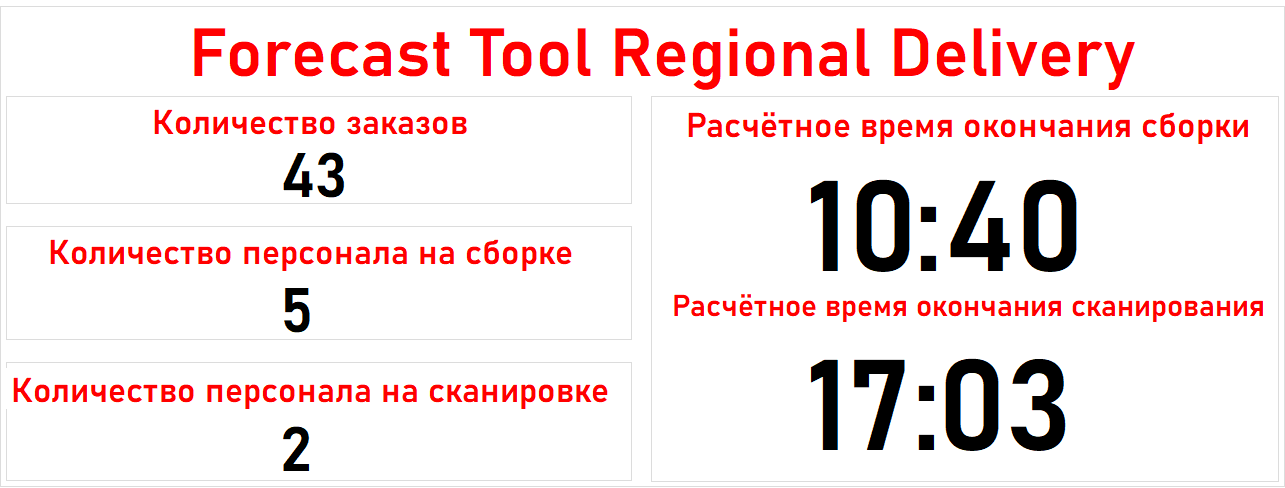 Forecast Tool Regional Delivery
Количество заказов
43
Количество персонала на сборке
5
Количество персонала на сканировке
2
Расчётное время окончания сборки
10:40
Расчётное время окончания сканирования
17:03